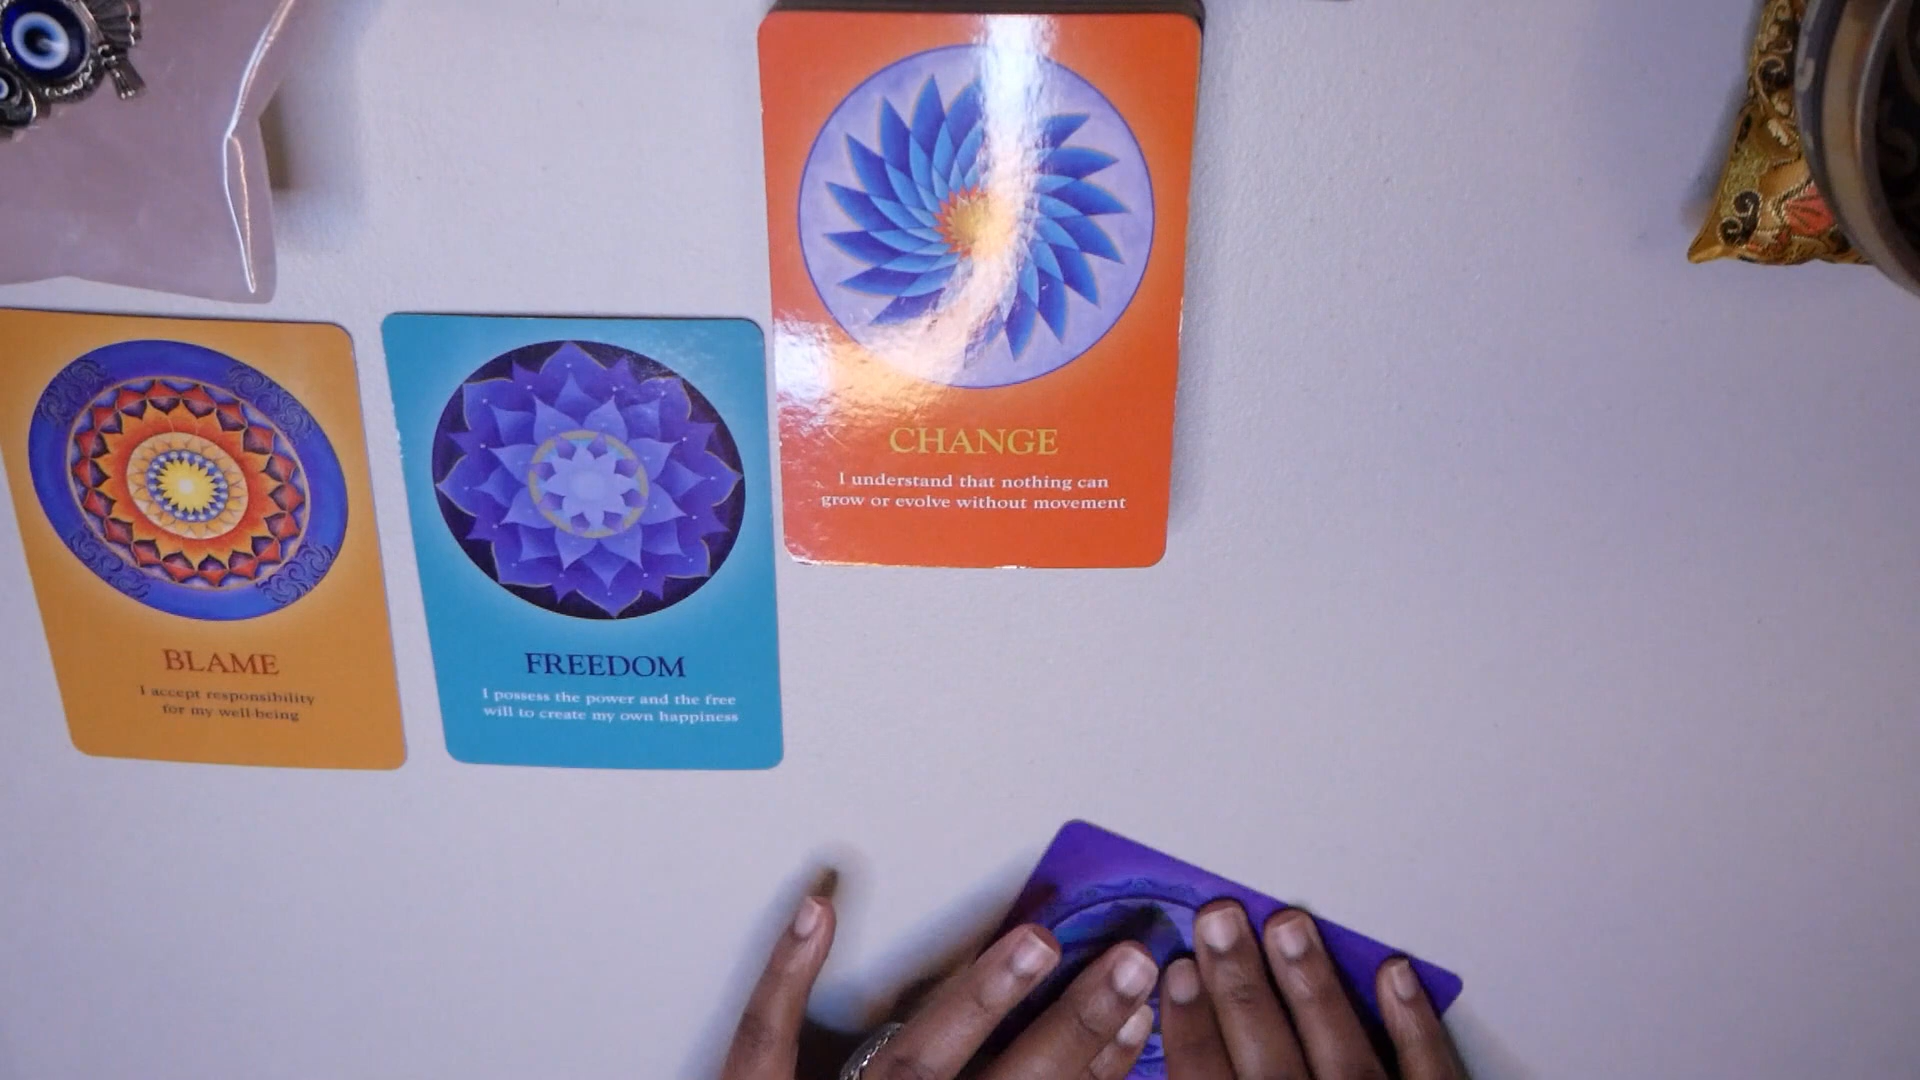 BLAME
I accept responsibility
for my well-being
FREEDOM
I possess the power and the free
will to create my own happiness
CHANGE
I understand that nothing can
grow or evolve without movement